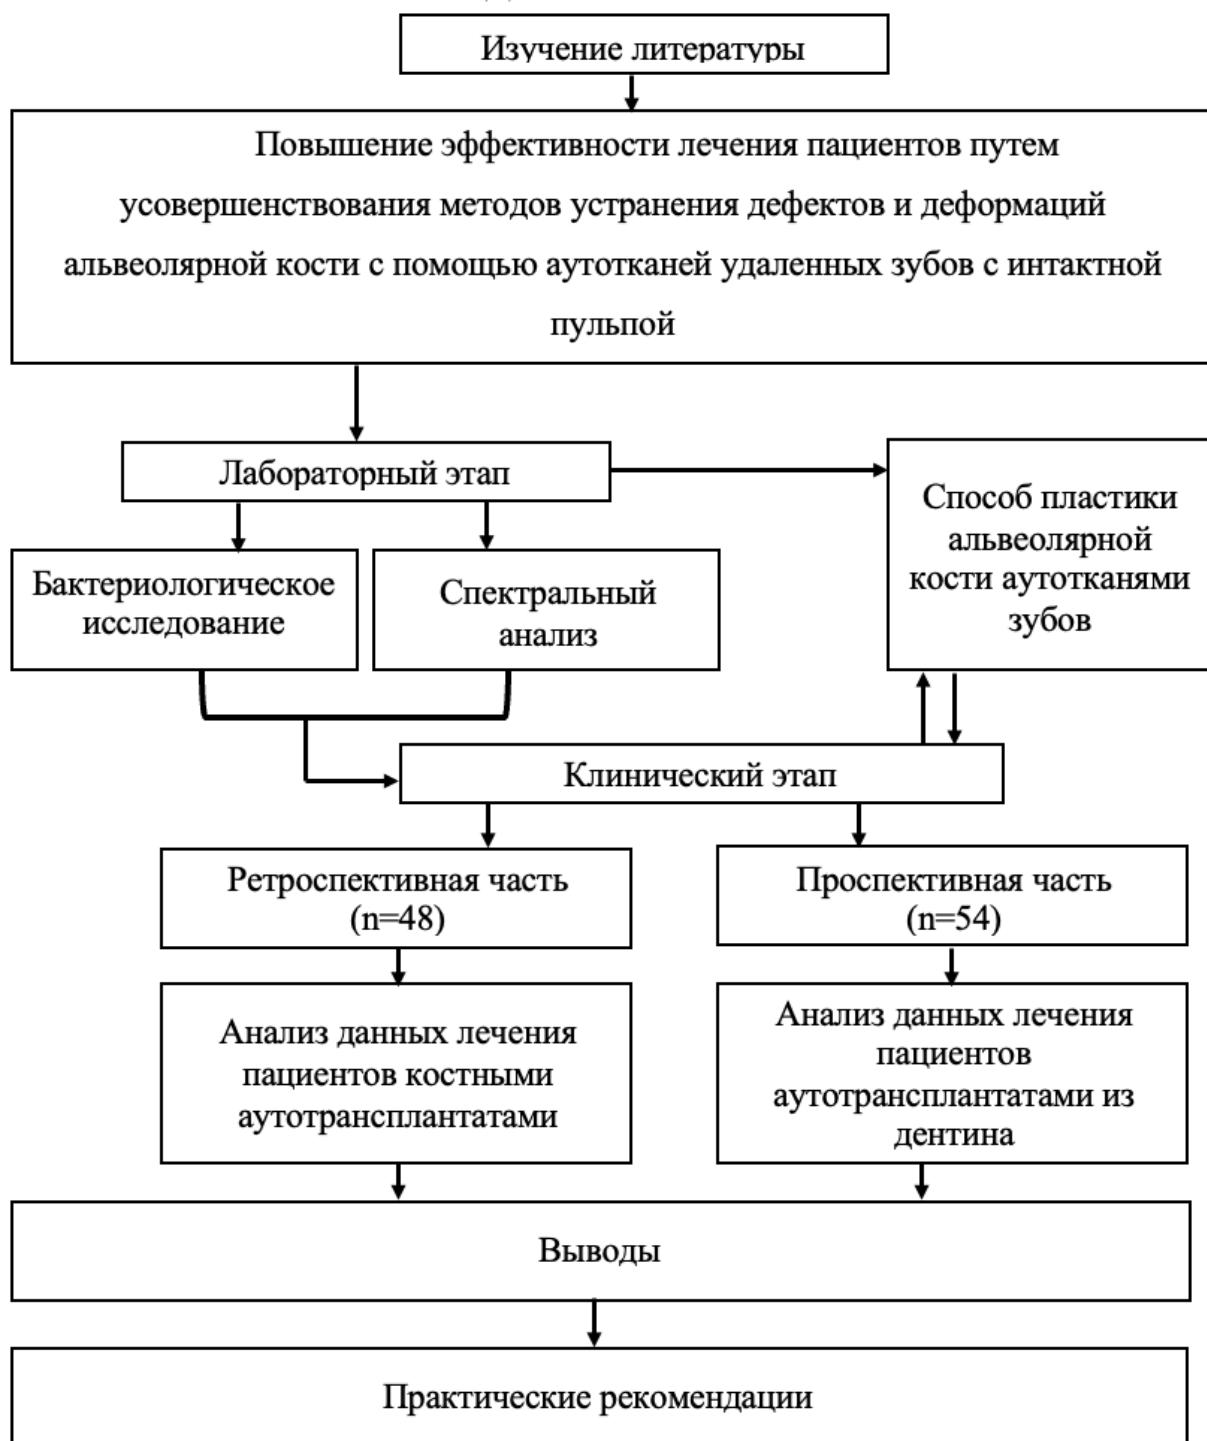 Изучение литературы
Повышение эффективности лечения пациентов путем
усовершенствования методов устранения дефектов и деформаций
альвеолярной кости с помощью аутотканей удаленных зубов с интактной
пульпой
Лабораторный этап
Способ пластики
альвеолярной
кости аутотканями
зубов
Бактериологическое
исследование
Спектральный
анализ
Клинический этап
Ретроспективная часть
(n=48)
Проспективная часть
(n=54)
Анализ данных лечения
пациентов костными
аутотрансплантатами
Анализ данных лечения
пациентов
аутотрансплантатами из
дентина
Выводы
Практические рекомендации